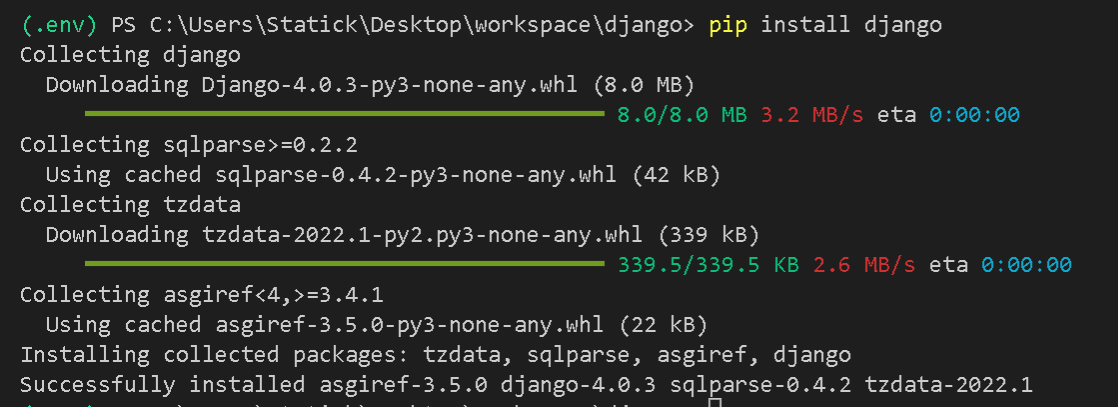 (.env) PS C:\Users\Statick\Desktop\workspace\django> pip install django
Collecting django
  Downloading Django-4.0.3-py3-none-any.whl (8.0 MB)
8.0/8.0 MB 3.2 MB/s eta 0:00:00
Collecting sqlparse>=0.2.2
  Using cached sqlparse-0.4.2-py3-none-any.whl (42 kB)
Collecting tzdata
  Downloading tzdata-2022.1-py2.py3-none-any.whl (339 kB)
339.5/339.5 KB 2.6 MB/s eta 0:00:00
Collecting asgiref<4,>=3.4.1
  Using cached asgiref-3.5.0-py3-none-any.whl (22 kB)
Installing collected packages: tzdata, sqlparse, asgiref, django
Successfully installed asgiref-3.5.0 django-4.0.3 sqlparse-0.4.2 tzdata-2022.1